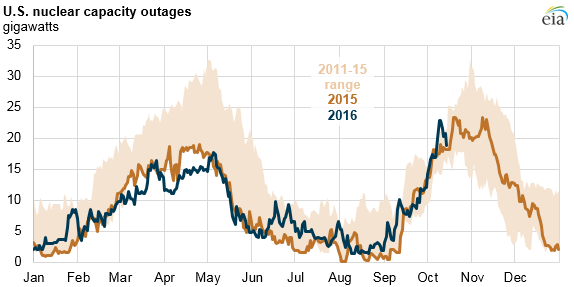 U.S. nuclear capacity outages
gigawatts
eia
35
30
25
20
15
10
5
0
2011-15
range
2015
2016
Jan Feb Mar Apr May Jun Jul Aug Sep Oct Nov Dec